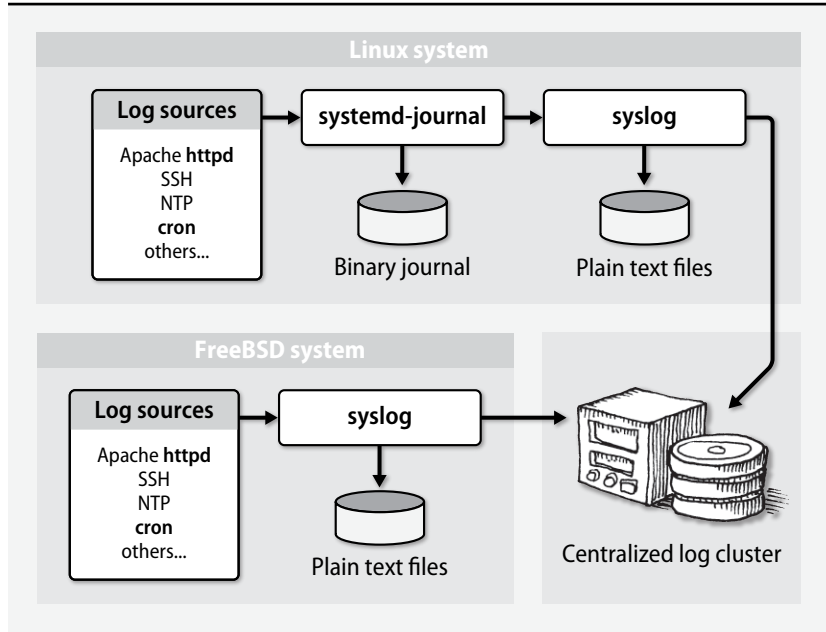 Linux system
Log sources
Apache httpd
SSH
NTP
cron
others...
systemd-journal
Binary journal
syslog
Plain text files
FreeBSD system
Log sources
Apache httpd
SSH
NTP
cron
others...
syslog
Plain text files
Centralized log cluster